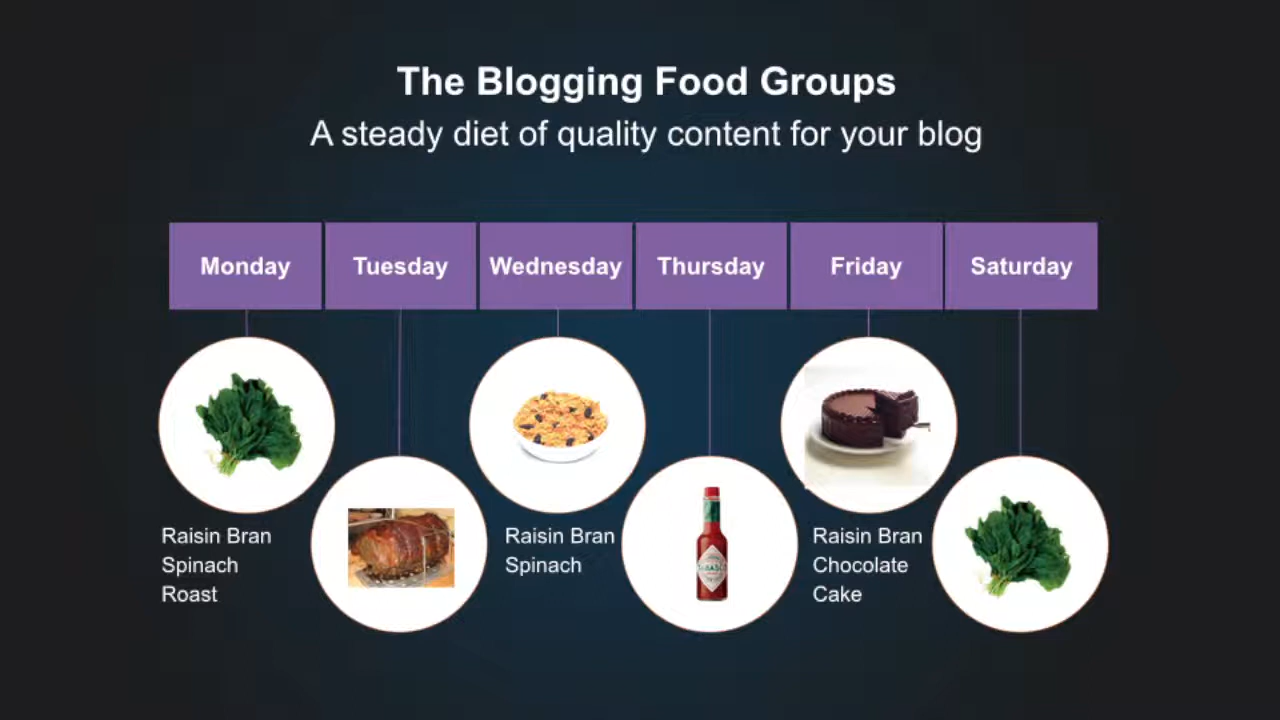 The Blogging Food Groups
A steady diet of quality content for your blog
Monday
Tuesday
Wednesday
Thursday
Friday
Saturday
Raisin Bran
Spinach
Roast
Raisin Bran
Spinach
TABASCO
Raisin Bran
Chocolate
Cake